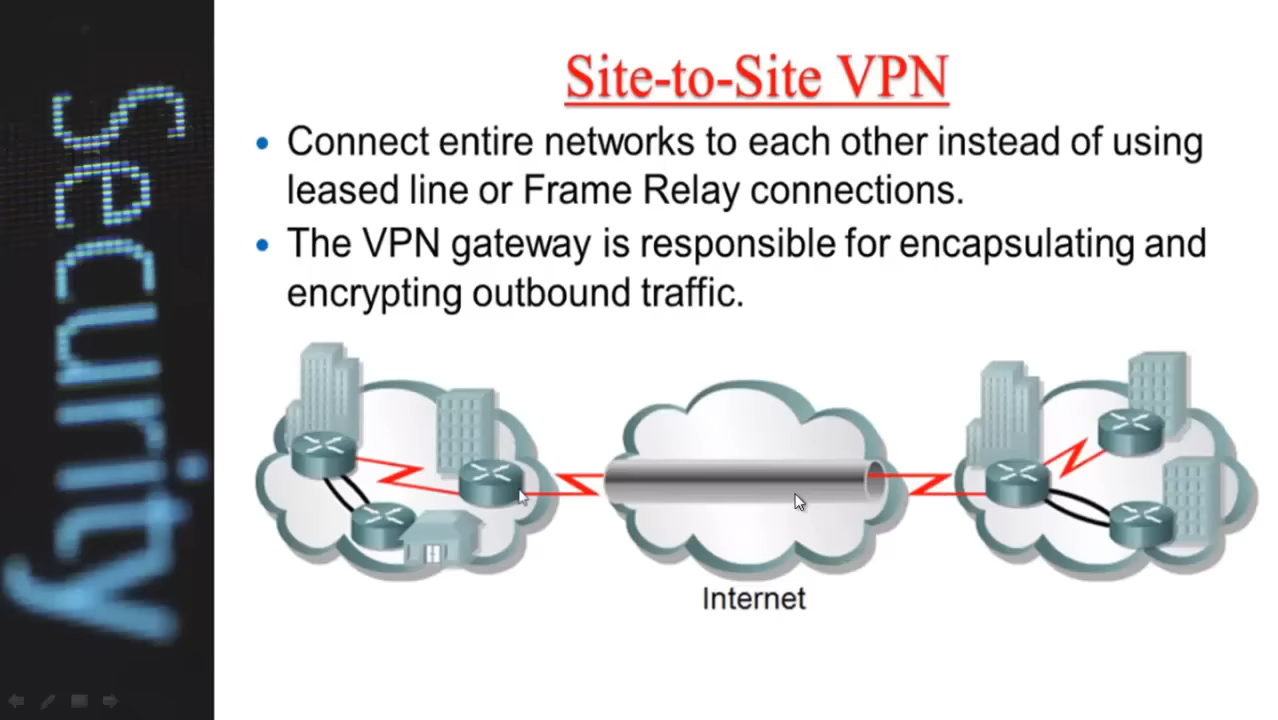 Security
Site-to-Site VPN
• Connect entire networks to each other instead of using
leased line or Frame Relay connections.
• The VPN gateway is responsible for encapsulating and
encrypting outbound traffic.
Internet